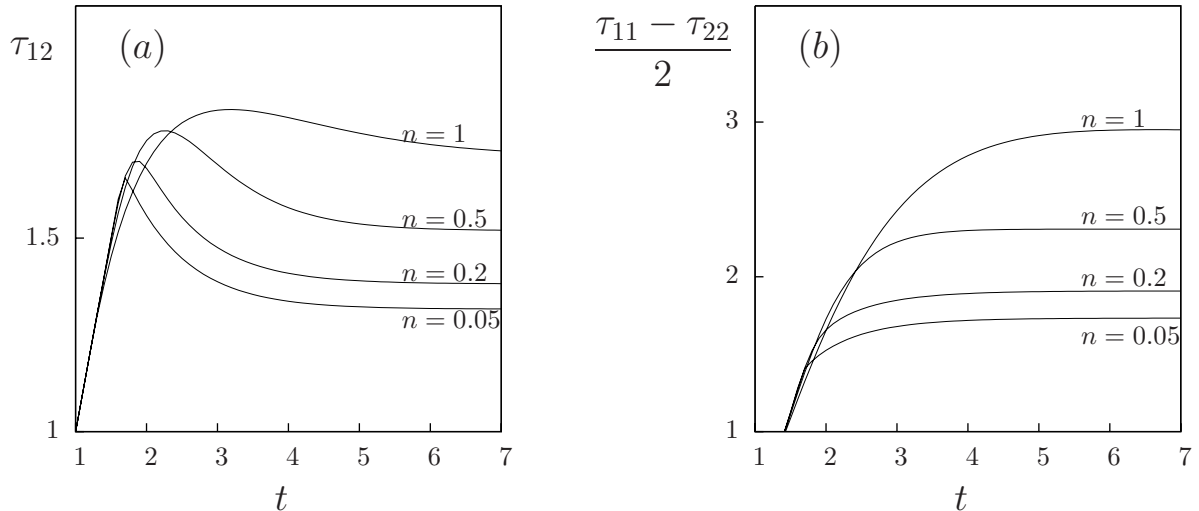 τ12
(a)
n = 1
n = 0.5
n = 0.2
n = 0.05
1.5
1
1 2 3 4 5 6 7
t
τ11 − τ22
2
(b)
n = 1
n = 0.5
n = 0.2
n = 0.05
3
2
1
1 2 3 4 5 6 7
t